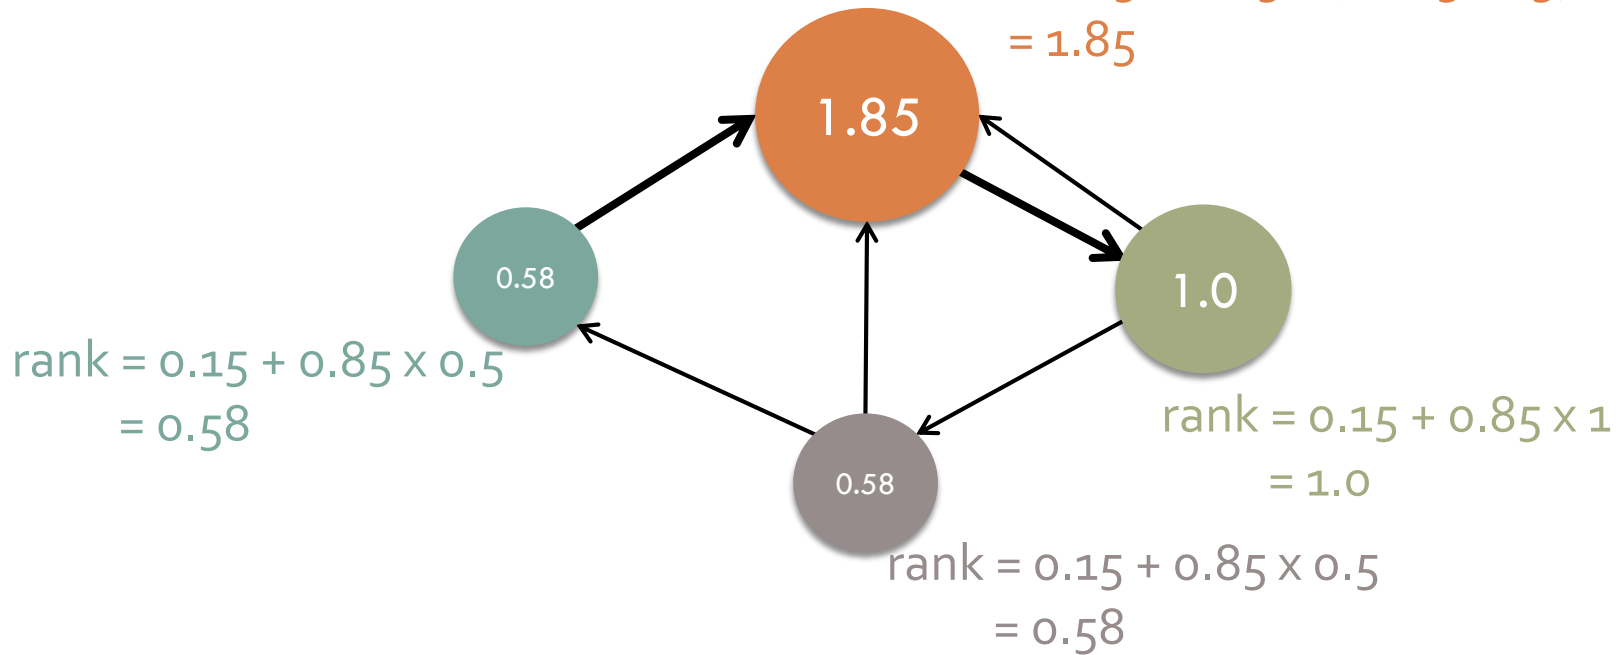 = 1.85
1.85
0.58
1.0
rank = 0.15 + 0.85 x 0.5
= 0.58
rank = 0.15 + 0.85 x 1
= 1.0
0.58
rank = 0.15 + 0.85 x 0.5
= 0.58